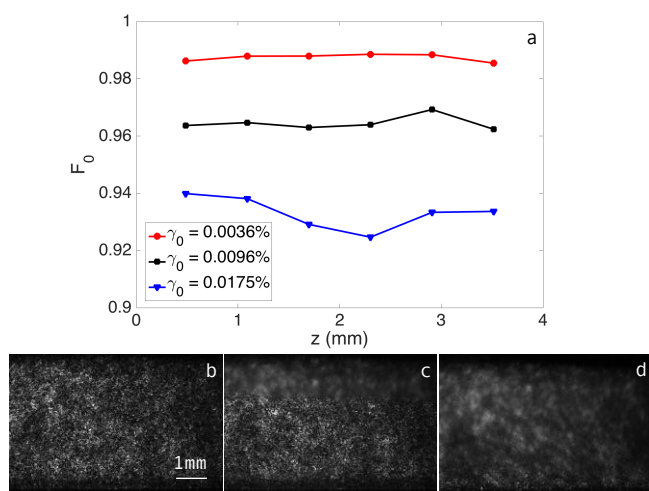 1
a
0.98
0.96
F0
0.94
γ0 = 0.0036%
0.92
γ0 = 0.0096%
γ0 = 0.0175%
0.9
0 1 2 3 4
z (mm)
b c d
1mm